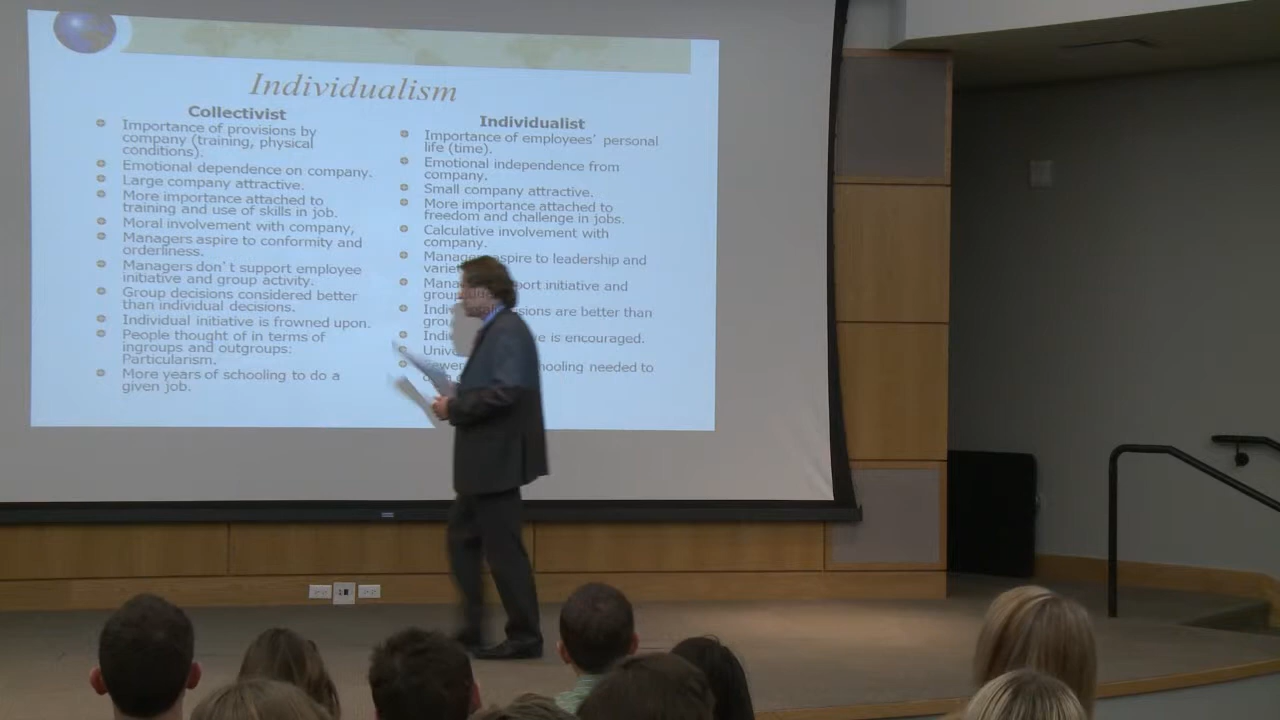 Individualism
Collectivist
Importance of provisions by
company (training, physical
conditions).
Emotional dependence on company.
Large company attractive.
More importance attached to
training and use of skills in job.
Moral involvement with company,
Managers aspire to conformity and
orderliness.
Managers don't support employee
initiative and group activity.
Group decisions considered better
than individual decisions.
Individual initiative is frowned upon.
People thought of in terms of
ingroups and outgroups:
Particularism.
More years of schooling to do a
given job.
Individualist
Importance of employees' personal
life (time).
Emotional independence from
company.
Small company attractive.
More importance attached to
freedom and challenge in jobs.
Calculative involvement with
company.
aspire to leadership and
initiative and
are better than
is encouraged.
needed to